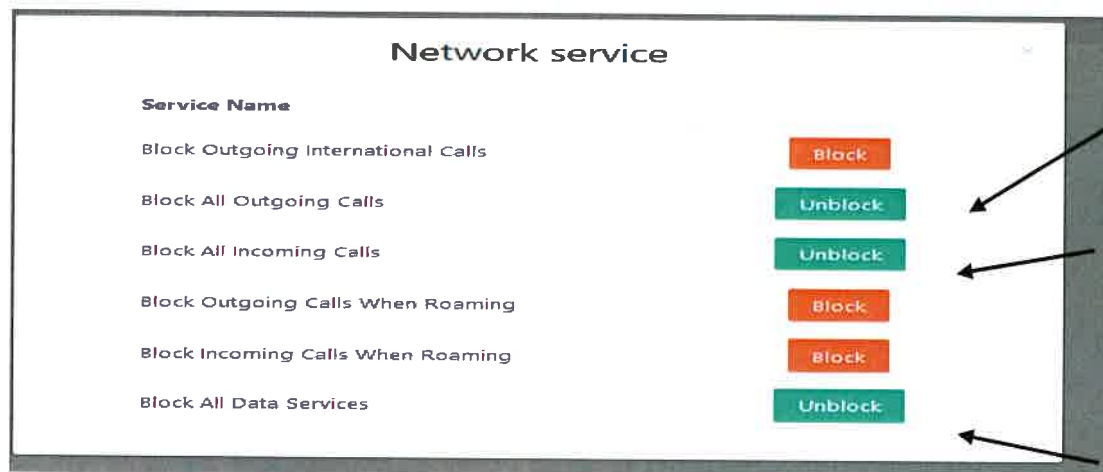 Network service
Service Name
Block Outgoing International Calls Block
Block All Outgoing Calls Unblock
Block All Incoming Calls Unblock
Block Outgoing Calls When Roaming Block
Block Incoming Calls When Roaming Block
Block All Data Services Unblock